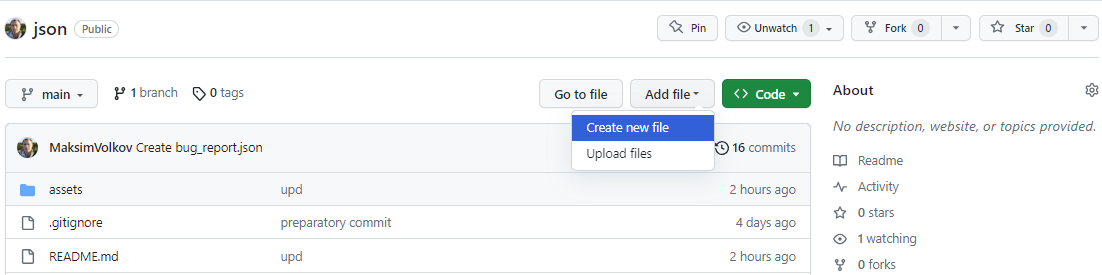 json Public Pin Unwatch 1 Fork 0 Star 0
main 1 branch 0 tags Go to file Add file Code
Create new file
Upload files
MaksimVolkov Create bug_report.json 16 commits
assets upd 2 hours ago
.gitignore preparatory commit 4 days ago
README.md upd 2 hours ago
About
No description, website, or topics provided.
Readme
Activity
0 stars
1 watching
0 forks